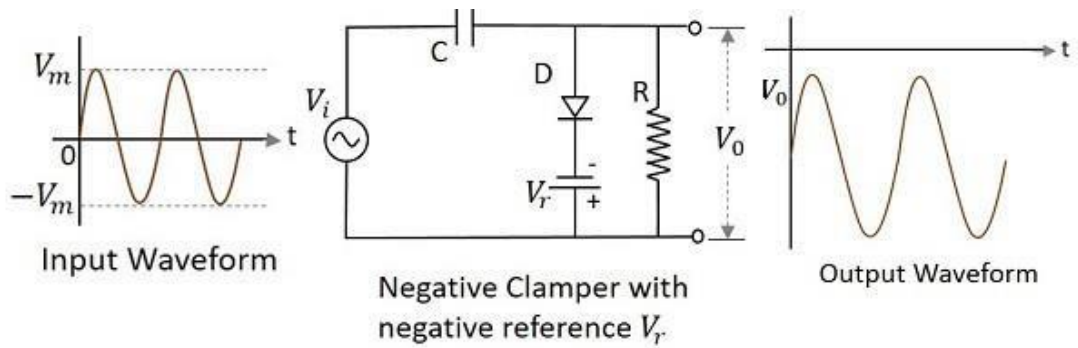 V_m
0
t
−V_m
Input Waveform
V_i
C
D
R
-
V_r
+
V_0
Negative Clamper with
negative reference V_r
t
V_0
Output Waveform